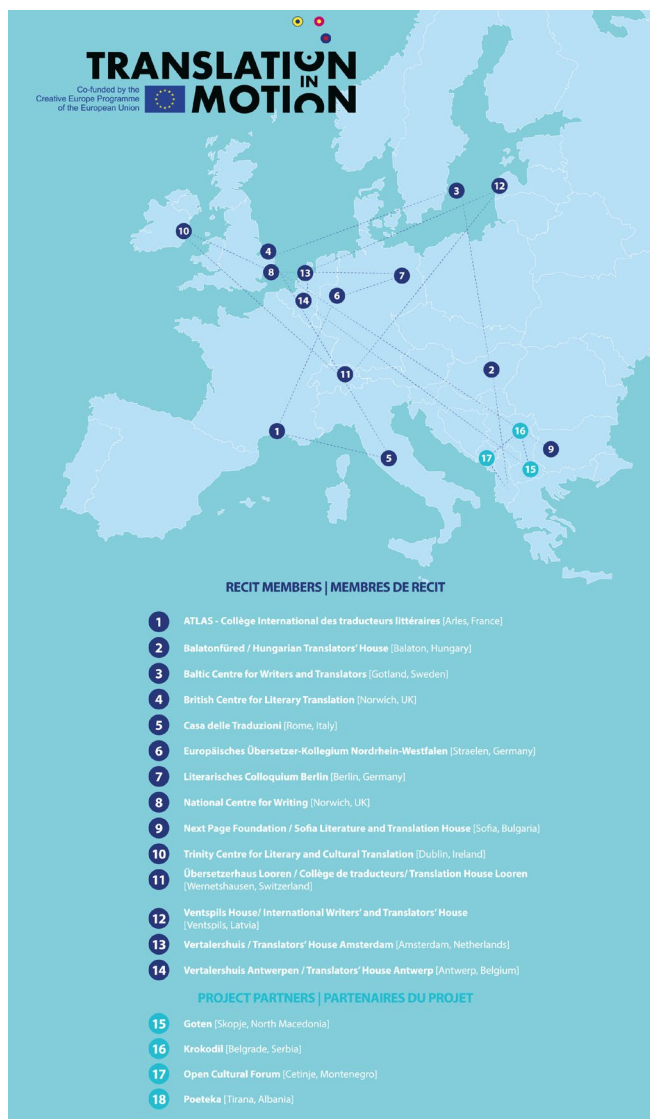 TRANSLATION
IN
MOTION
Co-funded by the
Creative Europe Programme
of the European Union
3
12
10
4
8
13
7
6
14
11
2
1
16
9
17
5
15
RECIT MEMBERS | MEMBRES DE RECIT
1 ATLAS - Collège International des traducteurs littéraires [Arles, France]
2 Balatonfüred / Hungarian Translators' House [Balaton, Hungary]
3 Baltic Centre for Writers and Translators [Gotland, Sweden]
4 British Centre for Literary Translation [Norwich, UK]
5 Casa delle Traduzioni [Rome, Italy]
6 Europäisches Übersetzer-Kollegium Nordrhein-Westfalen [Straelen, Germany]
7 Literarisches Colloquium Berlin [Berlin, Germany]
8 National Centre for Writing [Norwich, UK]
9 Next Page Foundation / Sofia Literature and Translation House [Sofia, Bulgaria]
10 Trinity Centre for Literary and Cultural Translation [Dublin, Ireland]
11 Übersetzerhaus Looren / Collège de traducteurs/ Translation House Looren
[Wernetshausen, Switzerland]
12 Ventspils House/ International Writers' and Translators' House
[Ventspils, Latvia]
13 Vertalershuis / Translators' House Amsterdam [Amsterdam, Netherlands]
14 Vertalershuis Antwerpen / Translators' House Antwerp [Antwerp, Belgium]
PROJECT PARTNERS | PARTENAIRES DU PROJET
15 Goten [Skopje, North Macedonia]
16 Krokodil [Belgrade, Serbia]
17 Open Cultural Forum [Cetinje, Montenegro]
18 Poeteka [Tirana, Albania]